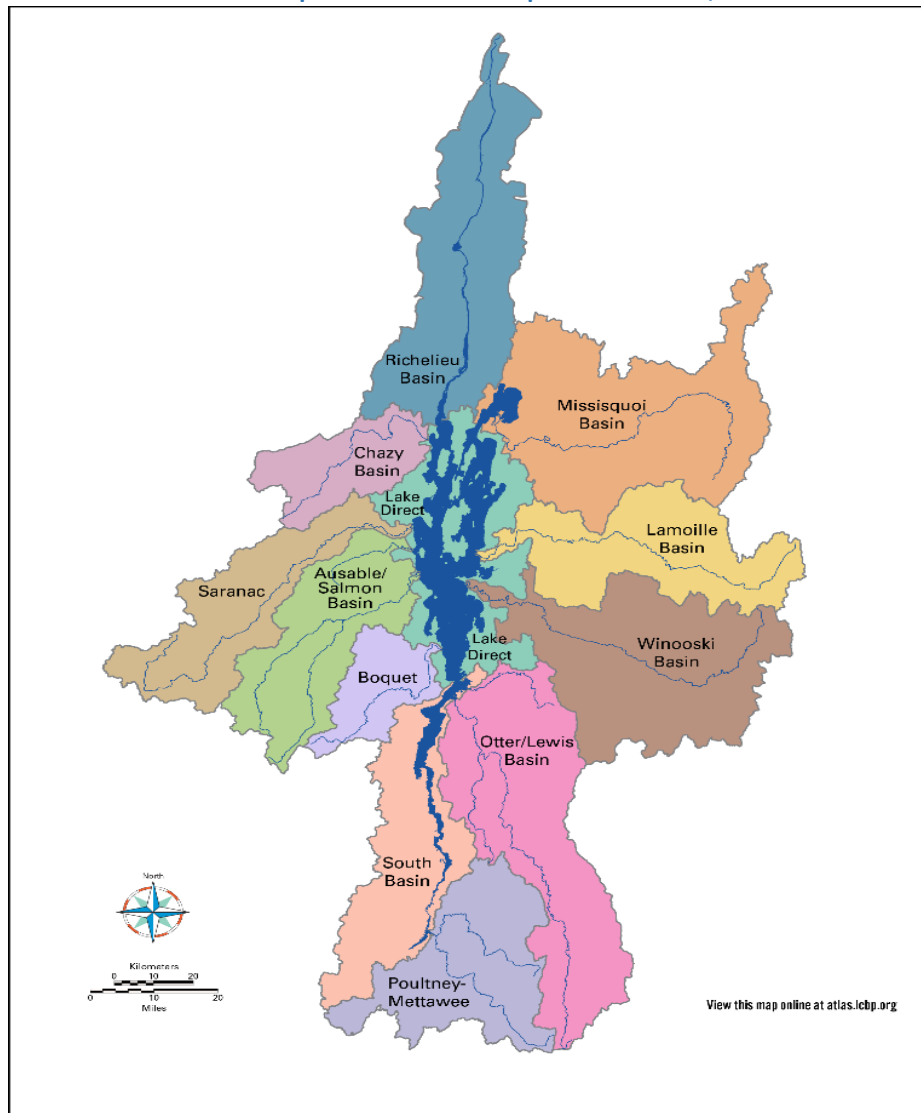 Richelieu
Basin
Missisquoi
Basin
Chazy
Basin
Lake
Direct
Lamoille
Basin
Saranac
Ausable/
Salmon
Basin
Winooski
Basin
Lake
Direct
Boquet
Otter/Lewis
Basin
South
Basin
North
Kilometers
0 10 20
0 10 20
Miles
Poultney-
Mettawee
View this map online at atlas.lcbp.org